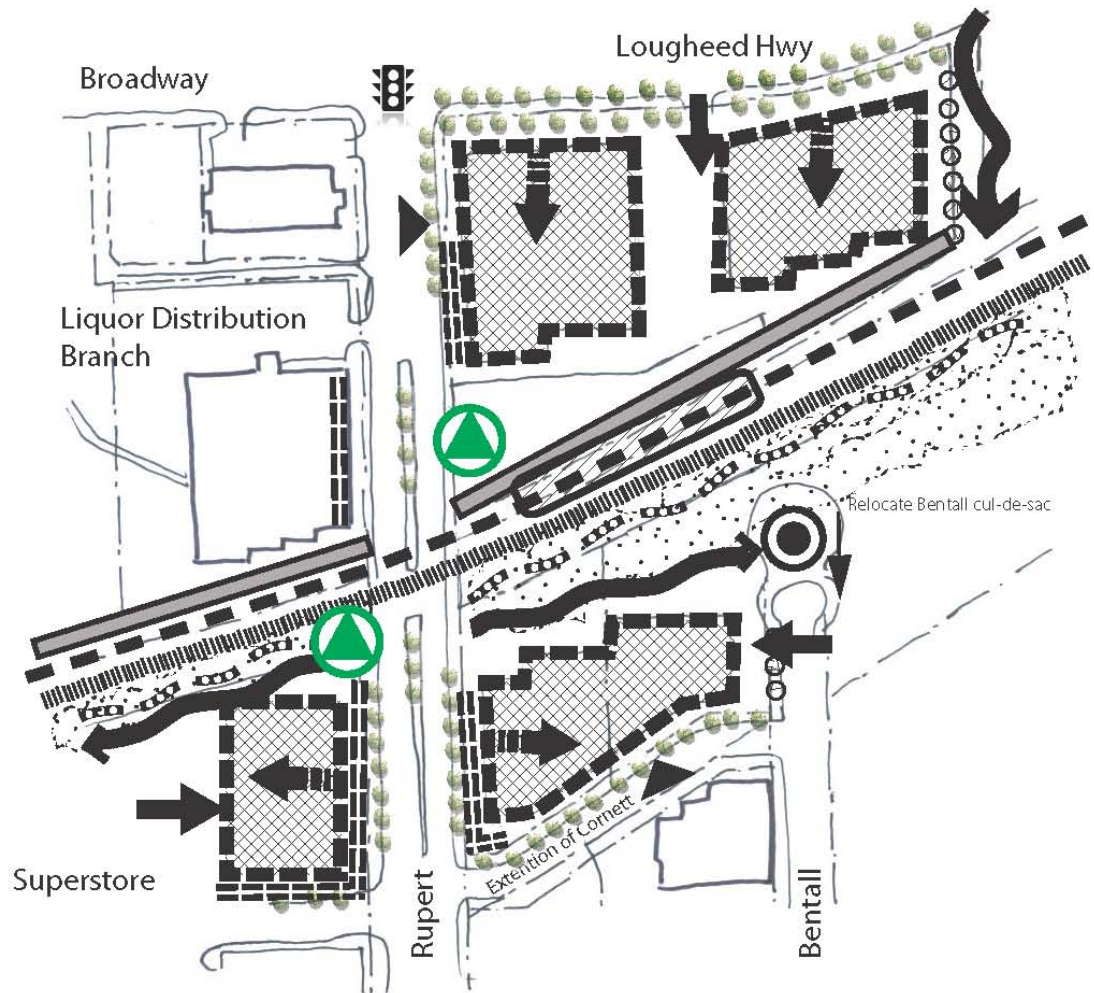 Lougheed Hwy
Broadway
Liquor Distribution
Branch
Relocate Bentall cul-de-sac
Extention of Cornett
Superstore
Rupert
Bentall